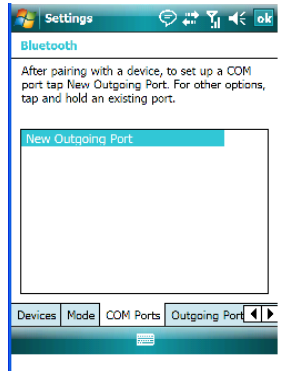 Settings ok
Bluetooth
After pairing with a device, to set up a COM
port tap New Outgoing Port. For other options,
tap and hold an existing port.
New Outgoing Port
Devices Mode COM Ports Outgoing Port